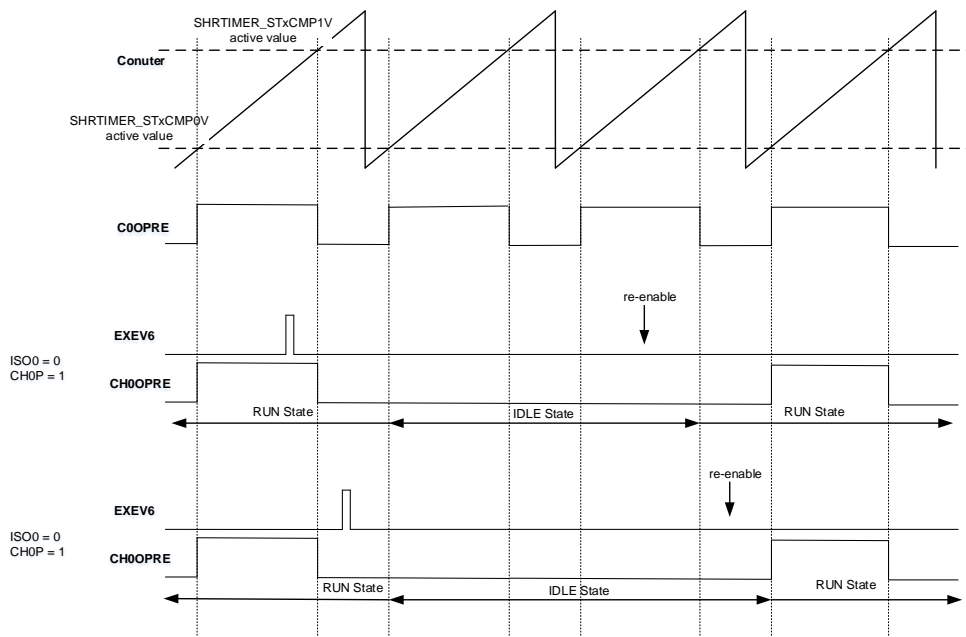 SHRTIMER_STxCMP1V
active value
Conuter
SHRTIMER_STxCMP0V
active value
C0OPRE
re-enable
EXEV6
ISO0 = 0
CH0P = 1
CH0OPRE
RUN State
IDLE State
RUN State
re-enable
EXEV6
ISO0 = 0
CH0P = 1
CH0OPRE
RUN State
IDLE State
RUN State